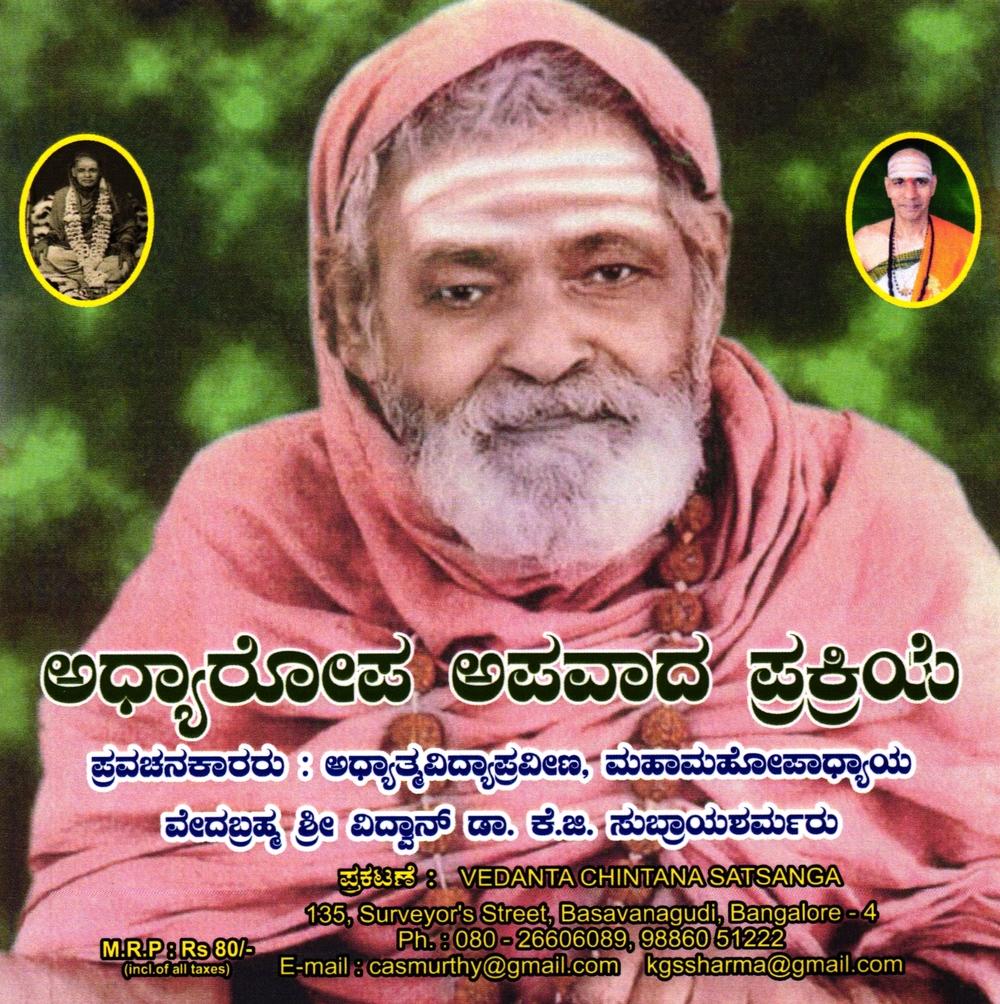 ಅಧ್ಯಾರೋಪ ಅಪವಾದ ಪ್ರಕ್ರಿಯೆ
ಪ್ರವಚನಕಾರರು : ಅಧ್ಯಾತ್ಮವಿದ್ಯಾಪ್ರವೀಣ, ಮಹಾಮಹೋಪಾಧ್ಯಾಯ
ವೇದಬ್ರಹ್ಮ ಶ್ರೀ ವಿದ್ವಾನ್ ಡಾ. ಕೆ.ಜಿ. ಸುಬ್ರಾಯಶರ್ಮರು
ಪ್ರಕಟಣೆ : VEDANTA CHINTANA SATSANGA
135, Surveyor's Street, Basavanagudi, Bangalore - 4
Ph. : 080 - 26606089, 98860 51222
E-mail : casmurthy@gmail.com kgssharma@gmail.com
M.R.P : Rs 80/-
(incl.of all taxes)